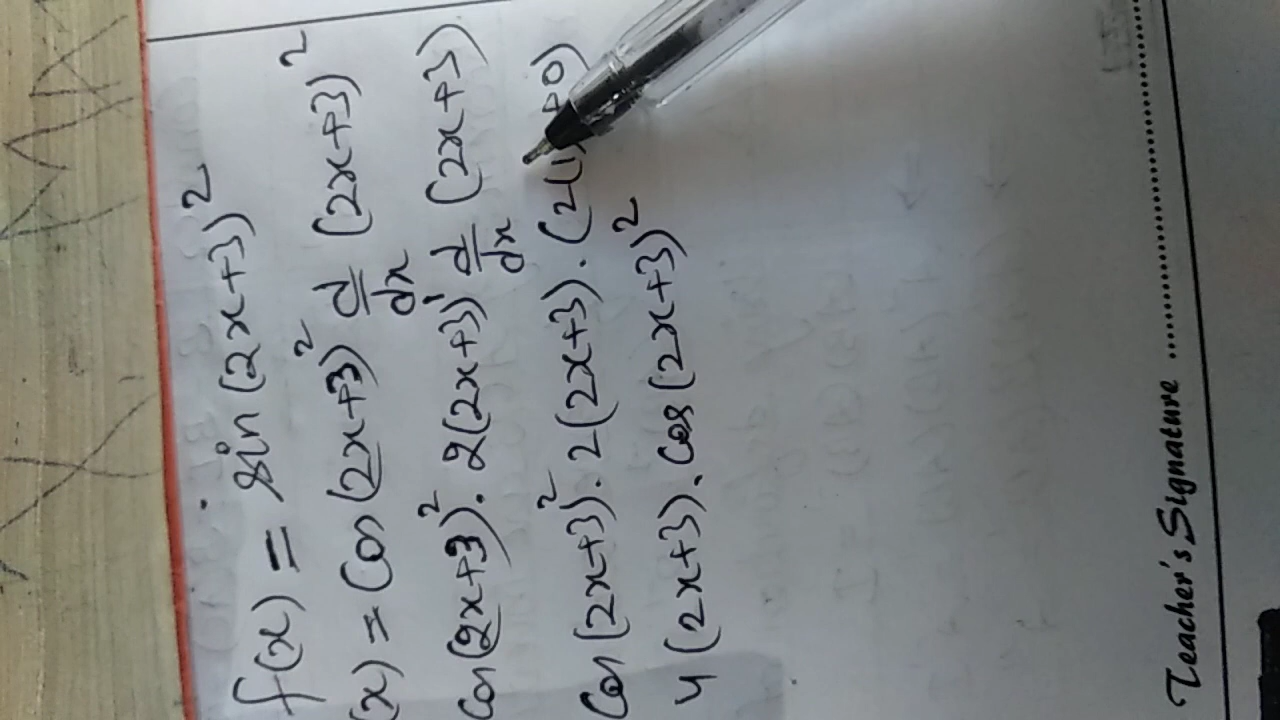 f(x) = sin(2x+3)²
(x) = Cos(2x+3)² d/dx (2x+3)²
Cos(2x+3)². 2(2x+3)¹ d/dx (2x+3)
Cos(2x+3)². 2(2x+3). (2(1)+0)
4(2x+3). Cos(2x+3)²
Teacher's Signature ........................